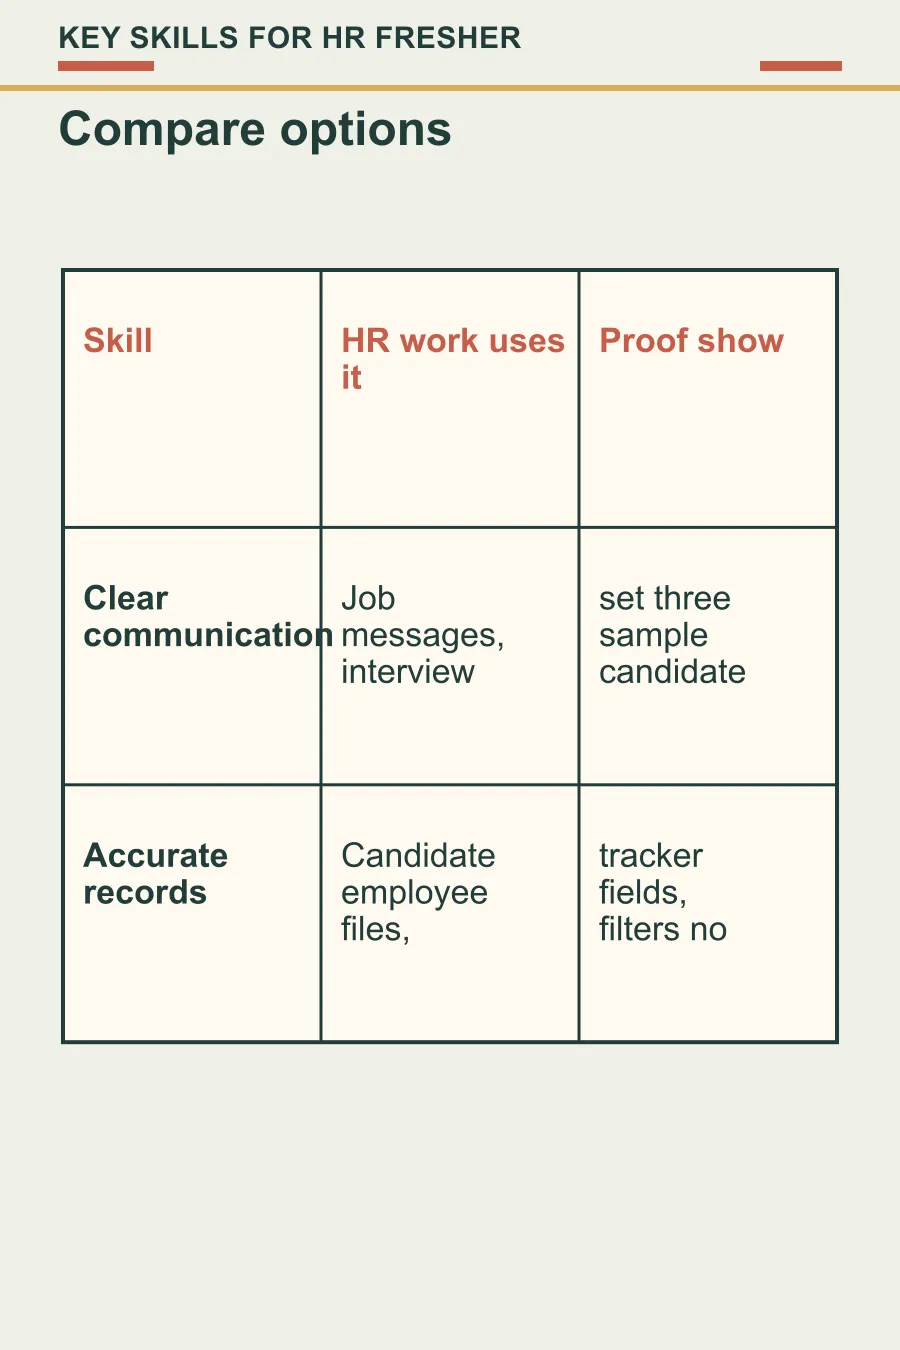 KEY SKILLS FOR HR FRESHER
Compare options
Skill
HR work uses
it
Proof show
Clear
communication
Job
messages,
interview
set three
sample
candidate
Accurate
records
Candidate
employee
files,
tracker
fields,
filters no